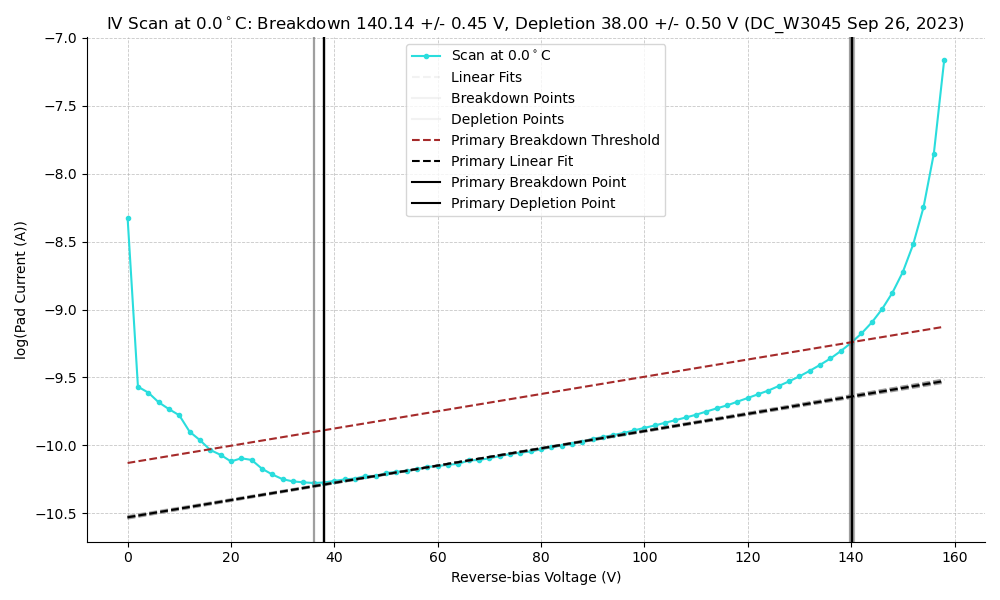 IV Scan at 0.0°C: Breakdown 140.14 +/- 0.45 V, Depletion 38.00 +/- 0.50 V (DC_W3045 Sep 26, 2023)
log(Pad Current (A))
−7.0
−7.5
−8.0
−8.5
−9.0
−9.5
−10.0
−10.5
Scan at 0.0°C
Linear Fits
Breakdown Points
Depletion Points
Primary Breakdown Threshold
Primary Linear Fit
Primary Breakdown Point
Primary Depletion Point
0 20 40 60 80 100 120 140 160
Reverse-bias Voltage (V)